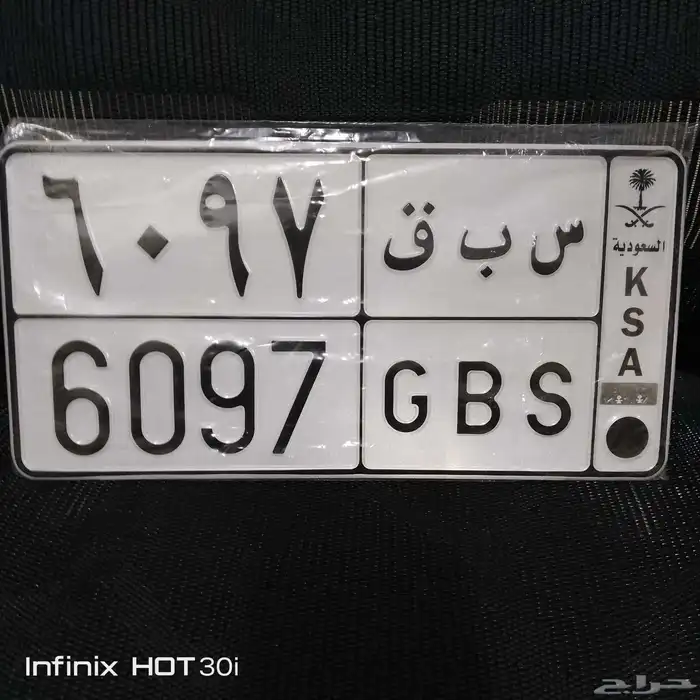 ٦٠٩٧
س ب ق
6097
GBS
السعودية
K
S
A
Infinix HOT 30i
حراج